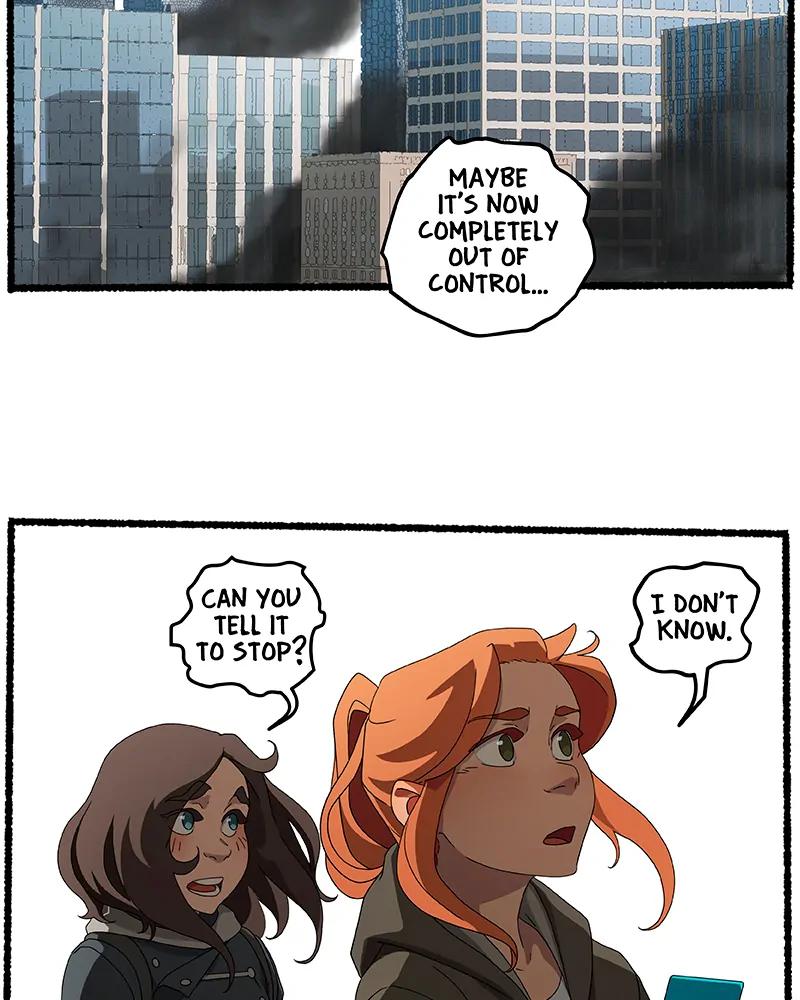 MAYBE
IT'S NOW
COMPLETELY
OUT OF
CONTROL...
CAN YOU
TELL IT
TO STOP?
I DON'T
KNOW.